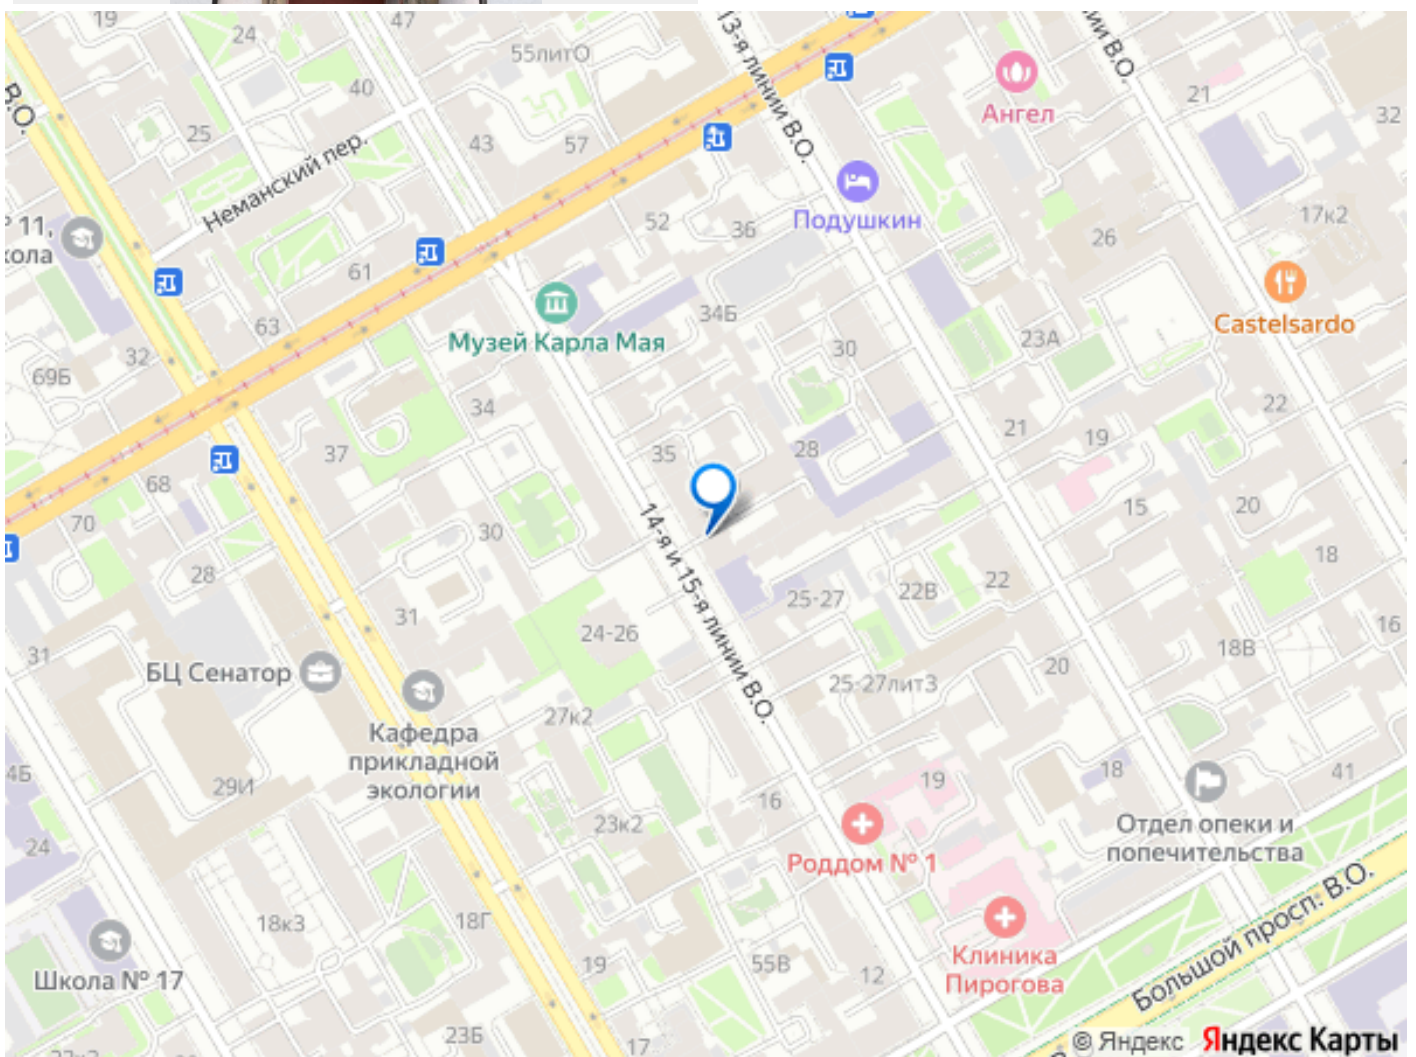 19
24
47
55литО
13-я линии В.О.
ии В.О.
Ангел
21
32
40
В.О.
25
43
57
Неманский пер.
Подушкин
17к2
11,
кола
52
36
26
61
Музей Карла Мая
34Б
23А
Castelsardo
63
32
69Б
30
34
22
37
35
28
21
19
68
70
30
15
20
14-я и 15-я линии В.О.
18
28
31
25-27
22В
22
24-26
16
31
БЦ Сенатор
20
18В
25-27литЗ
27к2
Кафедра
прикладной
экологии
4Б
29И
16
19
18
41
23к2
Роддом № 1
Отдел опеки и
попечительства
24
18к3
18Г
Большой просп. В.О.
Школа № 17
19
55В
12
Клиника
Пирогова
23Б
17
© Яндекс Яндекс Карты